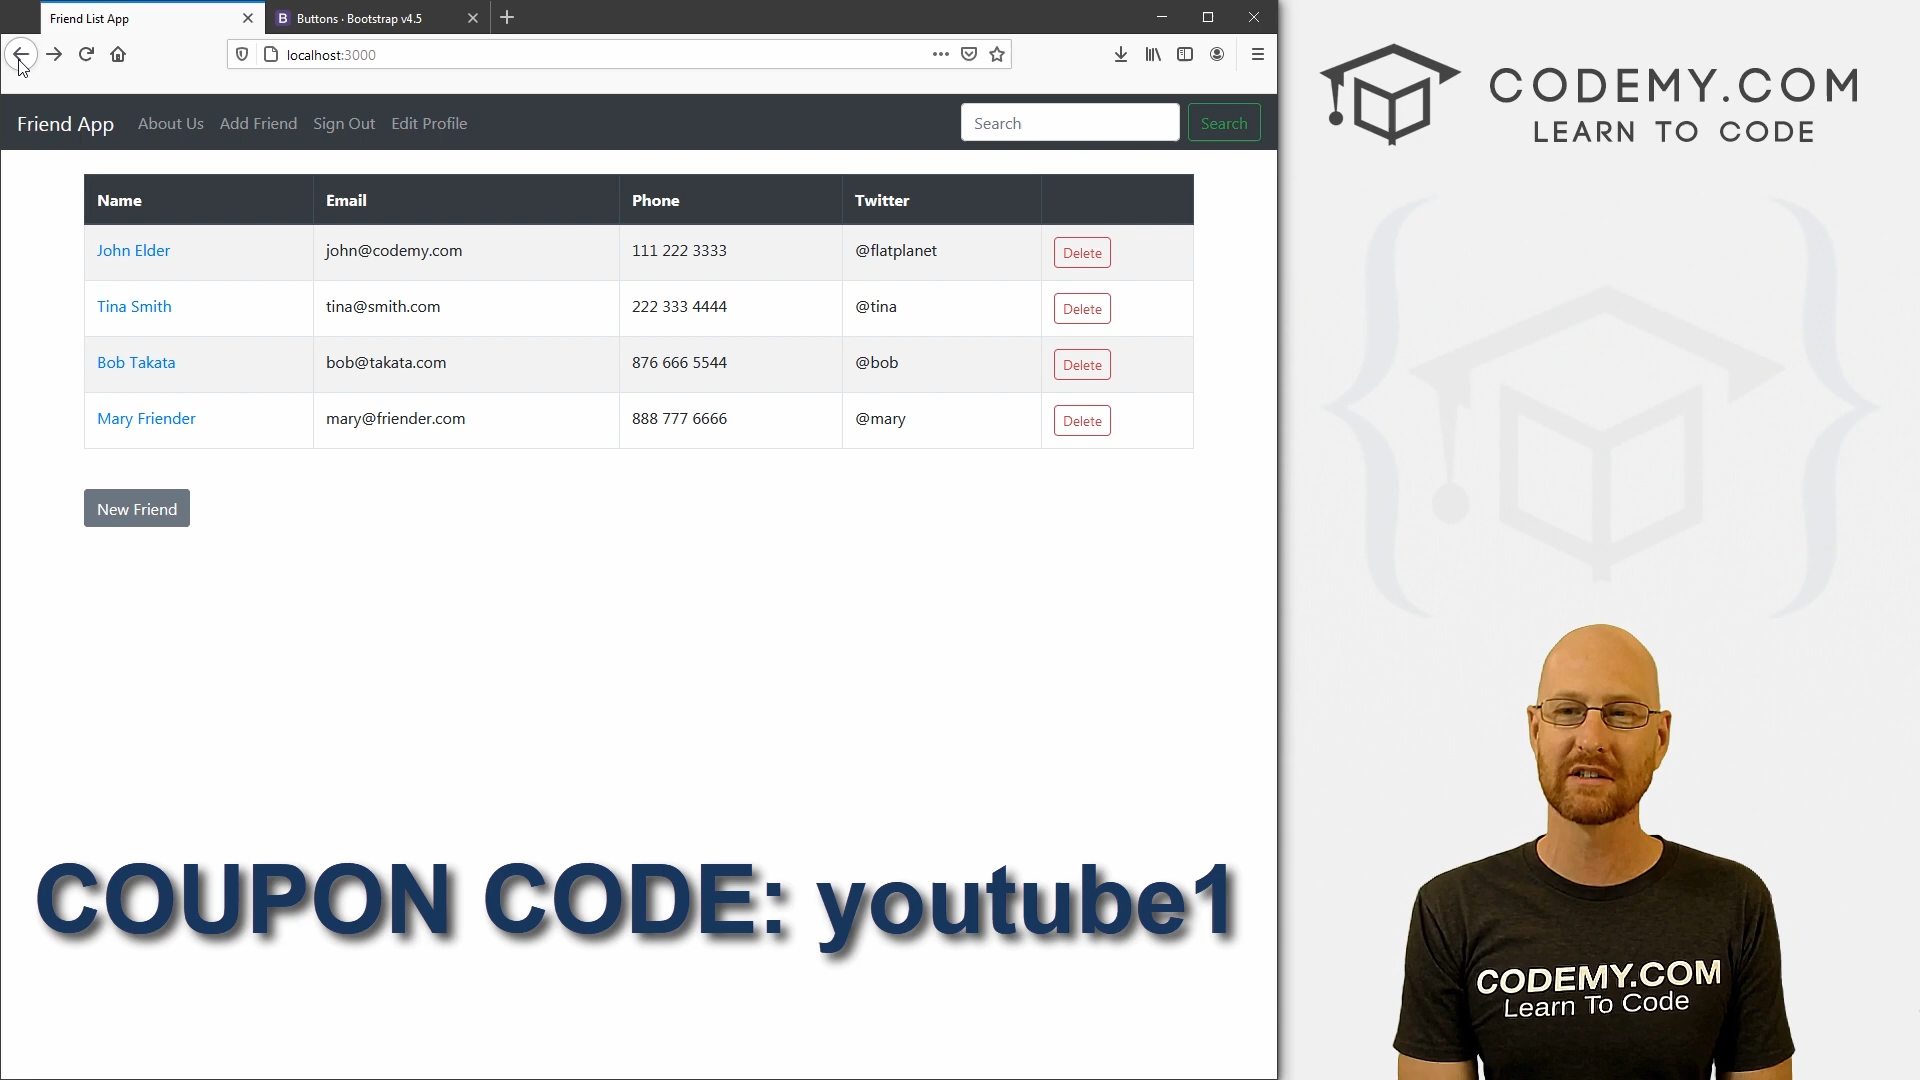 Friend List App
Buttons · Bootstrap v4.5
localhost:3000
Friend App About Us Add Friend Sign Out Edit Profile Search Search
Name Email Phone Twitter
John Elder john@codemy.com 111 222 3333 @flatplanet Delete
Tina Smith tina@smith.com 222 333 4444 @tina Delete
Bob Takata bob@takata.com 876 666 5544 @bob Delete
Mary Friender mary@friender.com 888 777 6666 @mary Delete
New Friend
COUPON CODE: youtube1
CODEMY.COM
LEARN TO CODE
CODEMY.COM
Learn To Code